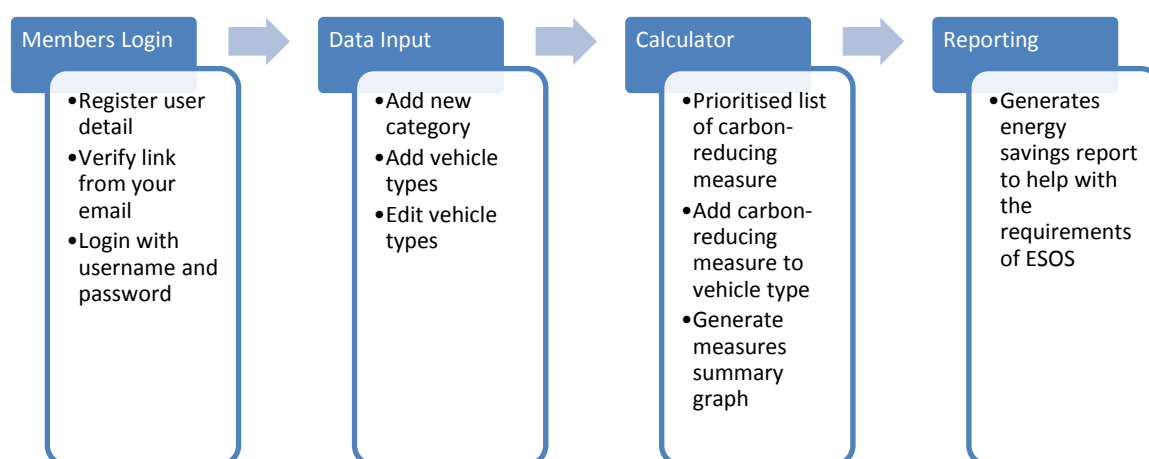 Members Login
•Register user
detail
•Verify link
from your
email
•Login with
username and
password
Data Input
•Add new
category
•Add vehicle
types
•Edit vehicle
types
Calculator
•Prioritised list
of carbon-
reducing
measure
•Add carbon-
reducing
measure to
vehicle type
•Generate
measures
summary
graph
Reporting
•Generates
energy
savings report
to help with
the
requirements
of ESOS